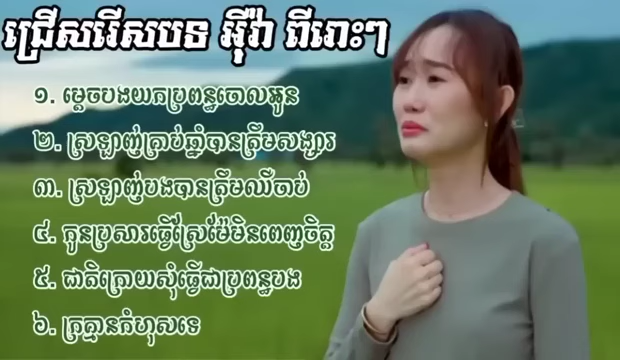 ជ្រើសរើសបទ អ៊ីវ៉ា ពីរោះៗ
១. ម្ដេចបងយកប្រពន្ធចោលអូន
២. ស្រឡាញ់គ្រាប់ឆ្នាំបានត្រឹមសង្សារ
៣. ស្រឡាញ់បងបានត្រឹមឈឺចាប់
៤. កូនប្រសារធ្វើស្រែម៉ែមិនពេញចិត្ត
៥. ជាតិក្រោយសុំធ្វើជាប្រពន្ធបង
៦. ក្រគ្មានកំហុសទេ